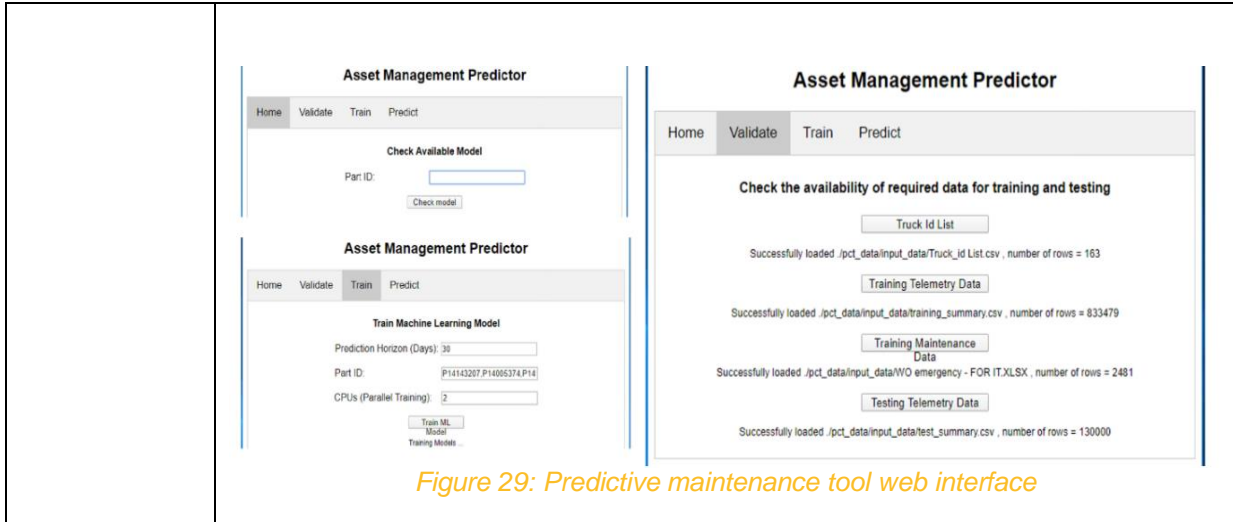 Asset Management Predictor
Home Validate Train Predict
Check Available Model
Part ID:
Check model
Asset Management Predictor
Home Validate Train Predict
Train Machine Learning Model
Prediction Horizon (Days): 30
Part ID: P14143207,P14005374,P14
CPUs (Parallel Training): 2
Train ML
Model
Training Models ...
Asset Management Predictor
Home Validate Train Predict
Check the availability of required data for training and testing
Truck Id List
Successfully loaded ./pct_data/input_data/Truck_id List.csv , number of rows = 163
Training Telemetry Data
Successfully loaded ./pct_data/input_data/training_summary.csv , number of rows = 833479
Training Maintenance
Data
Successfully loaded ./pct_data/input_data/WO emergency - FOR IT.XLSX , number of rows = 2481
Testing Telemetry Data
Successfully loaded ./pct_data/input_data/test_summary.csv , number of rows = 130000
Figure 29: Predictive maintenance tool web interface